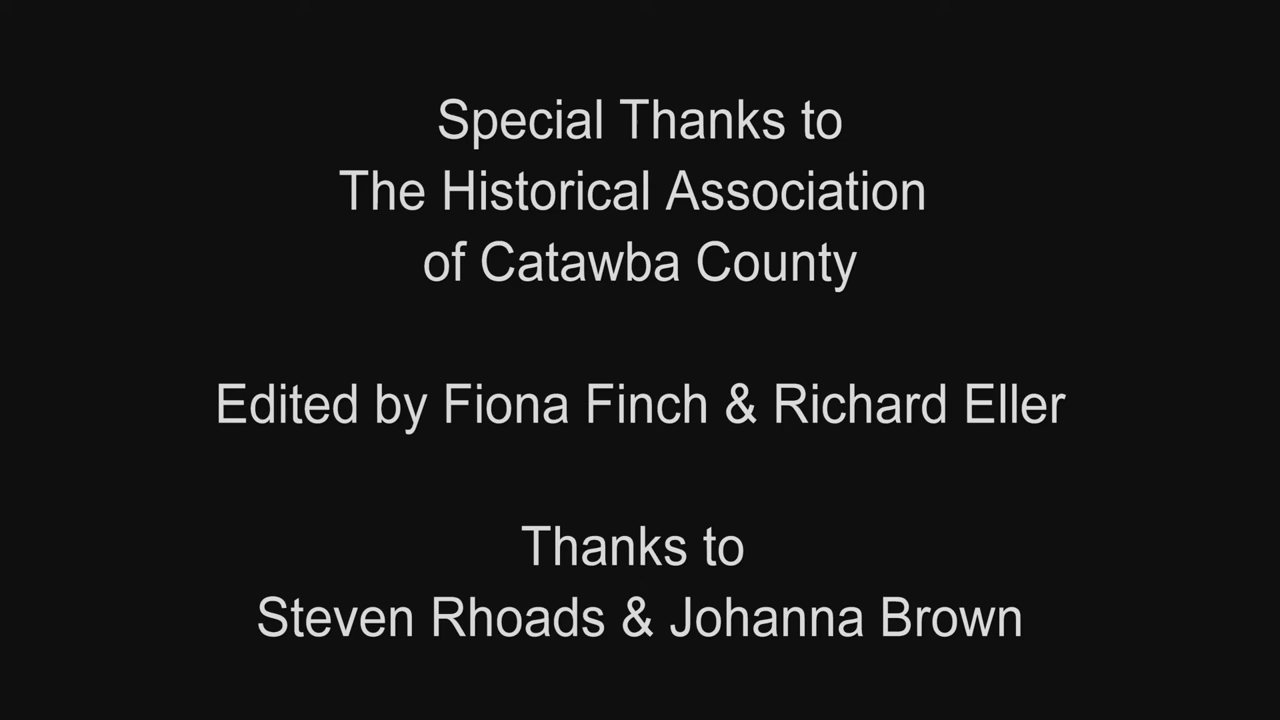 Special Thanks to
The Historical Association
of Catawba County
Edited by Fiona Finch & Richard Eller
Thanks to
Steven Rhoads & Johanna Brown